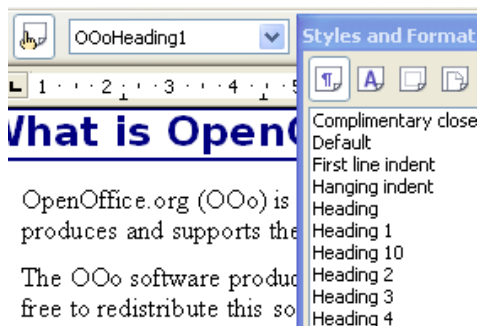 OOoHeading1
Styles and Format
1 2 3 4
What is Open
OpenOffice.org (OOo) is
produces and supports the
The OOo software produc
free to redistribute this so
Complimentary close
Default
First line indent
Hanging indent
Heading
Heading 1
Heading 10
Heading 2
Heading 3
Heading 4